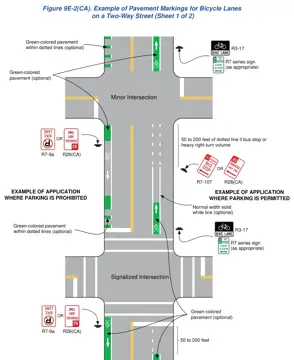 Figure 9E-2(CA). Example of Pavement Markings for Bicycle Lanes
on a Two-Way Street (Sheet 1 of 2)
Green-colored pavement
within dotted lines (optional)
R3-17
BIKE LANE
R7 series sign
(as appropriate)
Green-colored
pavement (optional)
Minor Intersection
OR
R7-9a
R26(CA)
50 to 200 feet of dotted line if bus stop or
heavy right-turn volume
OR
R7-107
R28(CA)
EXAMPLE OF APPLICATION
WHERE PARKING IS PROHIBITED
EXAMPLE OF APPLICATION
WHERE PARKING IS PERMITTED
Normal width solid
white line (optional)
Green-colored pavement
within dotted lines (optional)
R3-17
BIKE LANE
R7 series sign
(as appropriate)
Signalized Intersection
Green-colored
pavement (optional)
OR
R7-9a
R26(CA)
50 to 200 feet